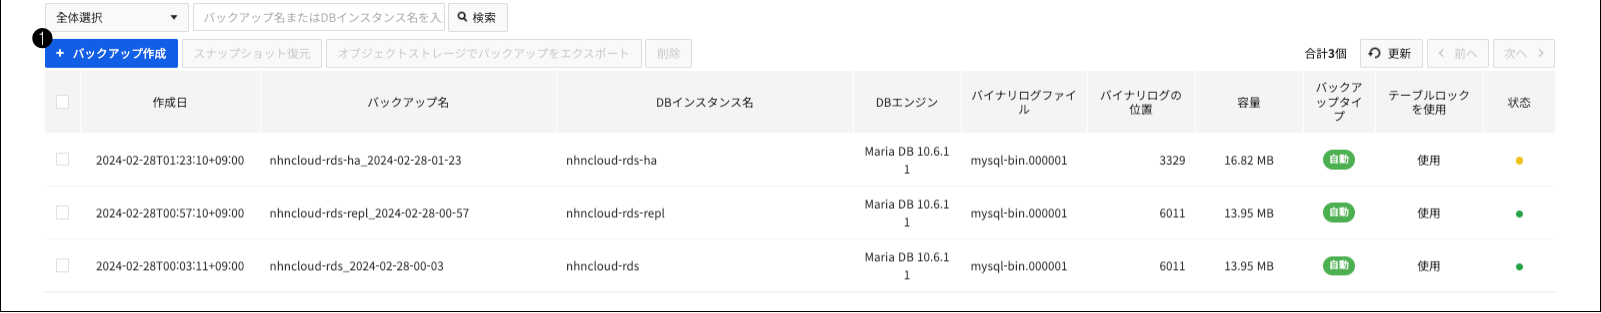 全体選択
バックアップ名またはDBインスタンス名を入
検索
1
+ バックアップ作成
スナップショット復元
オブジェクトストレージでバックアップをエクスポート
削除
合計3個
更新
前へ
次へ
作成日
バックアップ名
DBインスタンス名
DBエンジン
バイナリログファイ
ル
バイナリログの
位置
容量
バックア
ップタイ
プ
テーブルロック
を使用
状态
2024-02-28T01:23:10+09:00
nhncloud-rds-ha_2024-02-28-01-23
nhncloud-rds-ha
Maria DB 10.6.1
1
mysql-bin.000001
3329
16.82 MB
自動
使用
2024-02-28T00:57:10+09:00
nhncloud-rds-repl_2024-02-28-00-57
nhncloud-rds-repl
Maria DB 10.6.1
1
mysql-bin.000001
6011
13.95 MB
自動
使用
2024-02-28T00:03:11+09:00
nhncloud-rds_2024-02-28-00-03
nhncloud-rds
Maria DB 10.6.1
1
mysql-bin.000001
6011
13.95 MB
自動
使用